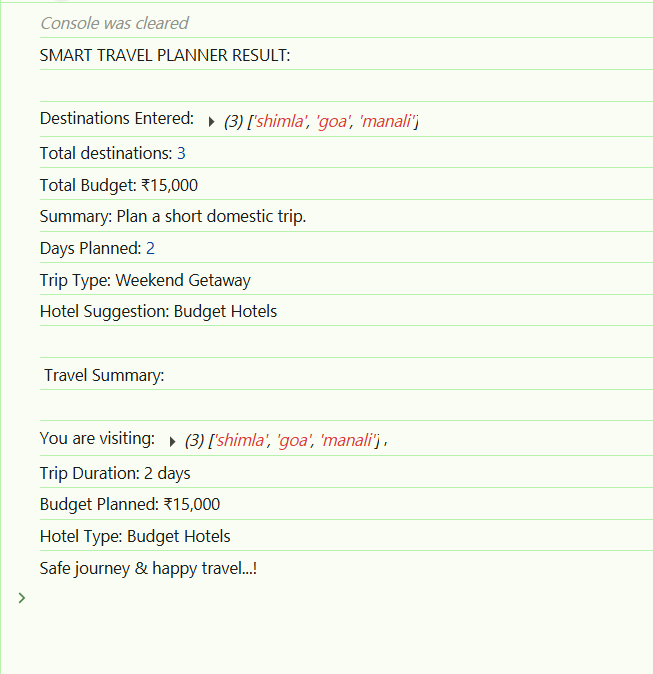 Console was cleared
SMART TRAVEL PLANNER RESULT:
Destinations Entered: ▸ (3) ['shimla', 'goa', 'manali']
Total destinations: 3
Total Budget: ₹15,000
Summary: Plan a short domestic trip.
Days Planned: 2
Trip Type: Weekend Getaway
Hotel Suggestion: Budget Hotels
Travel Summary:
You are visiting: ▸ (3) ['shimla', 'goa', 'manali'] ,
Trip Duration: 2 days
Budget Planned: ₹15,000
Hotel Type: Budget Hotels
Safe journey & happy travel...!
>